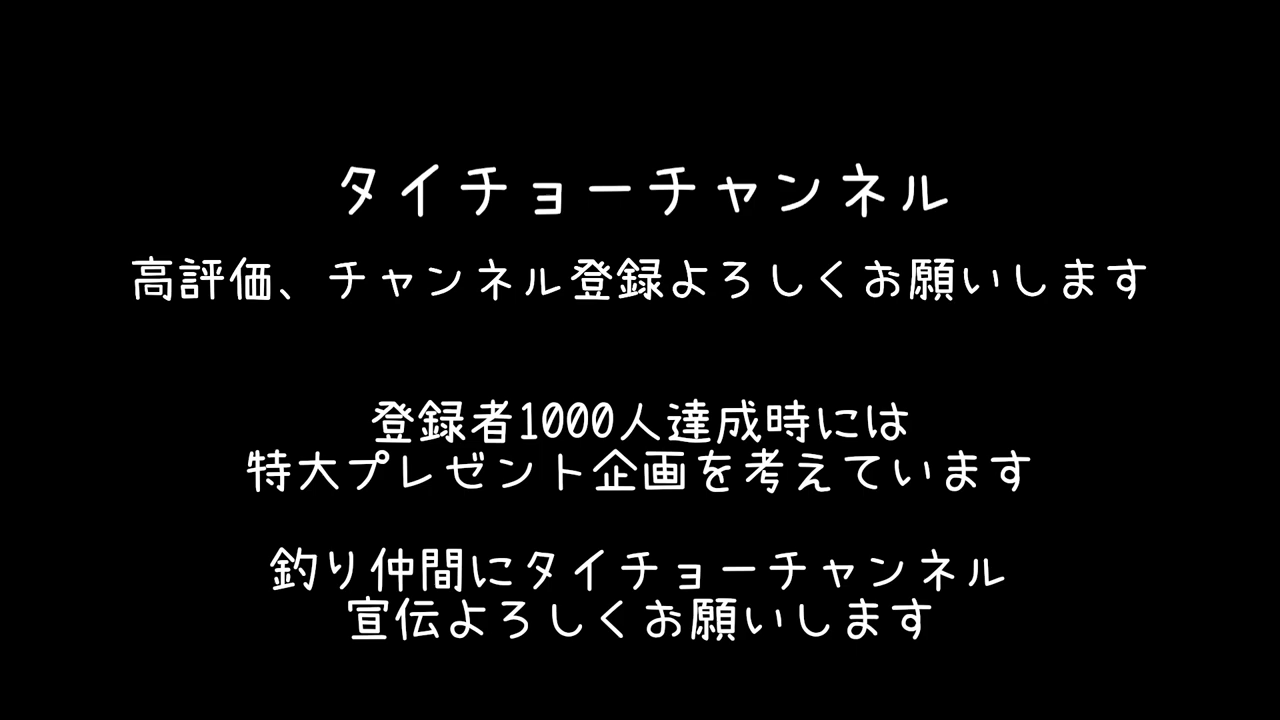 タイチョーチャンネル
高評価、チャンネル登録よろしくお願いします
登録者1000人達成時には
特大プレゼント企画を考えています
釣り仲間にタイチョーチャンネル
宣伝よろしくお願いします